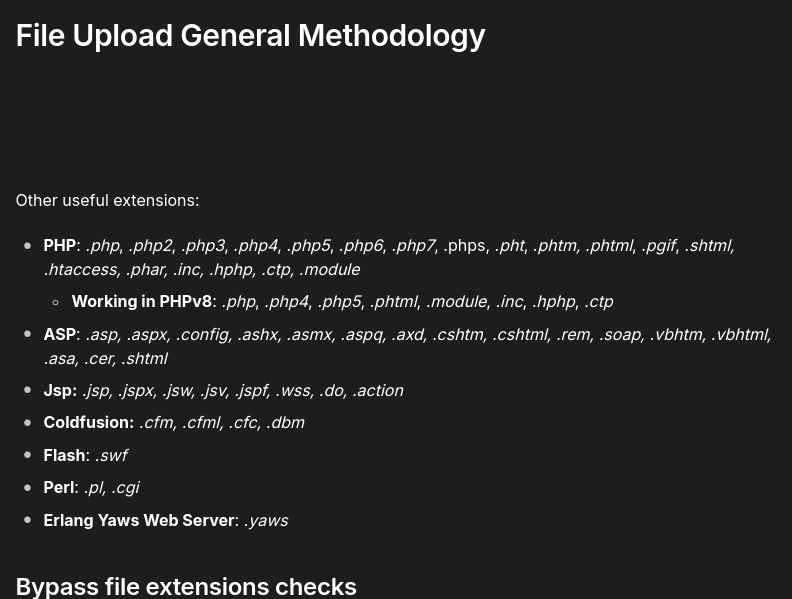 File Upload General Methodology
Other useful extensions:
PHP: .php, .php2, .php3, .php4, .php5, .php6, .php7, .phps, .pht, .phtm, .phtml, .pgif, .shtml,
.htaccess, .phar, .inc, .hphp, .ctp, .module
Working in PHPv8: .php, .php4, .php5, .phtml, .module, .inc, .hphp, .ctp
ASP: .asp, .aspx, .config, .ashx, .asmx, .aspq, .axd, .cshtm, .cshtml, .rem, .soap, .vbhtm, .vbhtml,
.asa, .cer, .shtml
Jsp: .jsp, .jspx, .jsw, .jsv, .jspf, .wss, .do, .action
Coldfusion: .cfm, .cfml, .cfc, .dbm
Flash: .swf
Perl: .pl, .cgi
Erlang Yaws Web Server: .yaws
Bypass file extensions checks